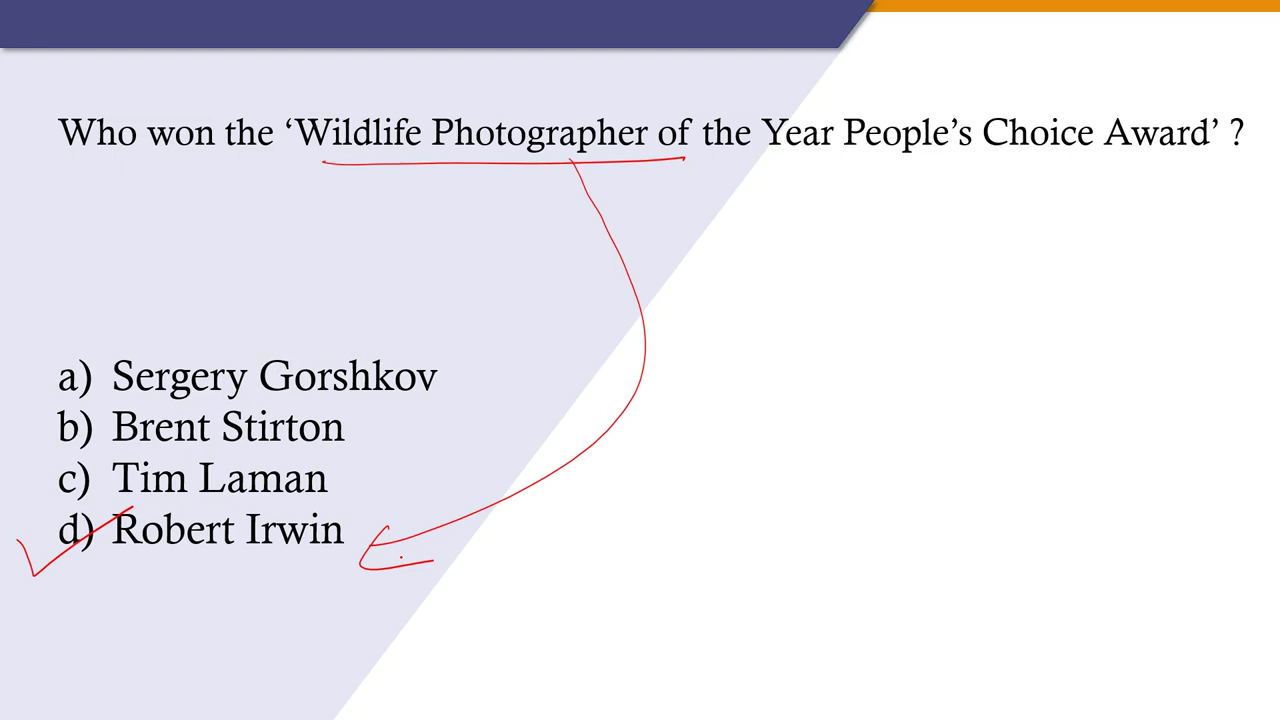 Who won the ‘Wildlife Photographer of the Year People’s Choice Award’ ?
a) Sergery Gorshkov
b) Brent Stirton
c) Tim Laman
d) Robert Irwin